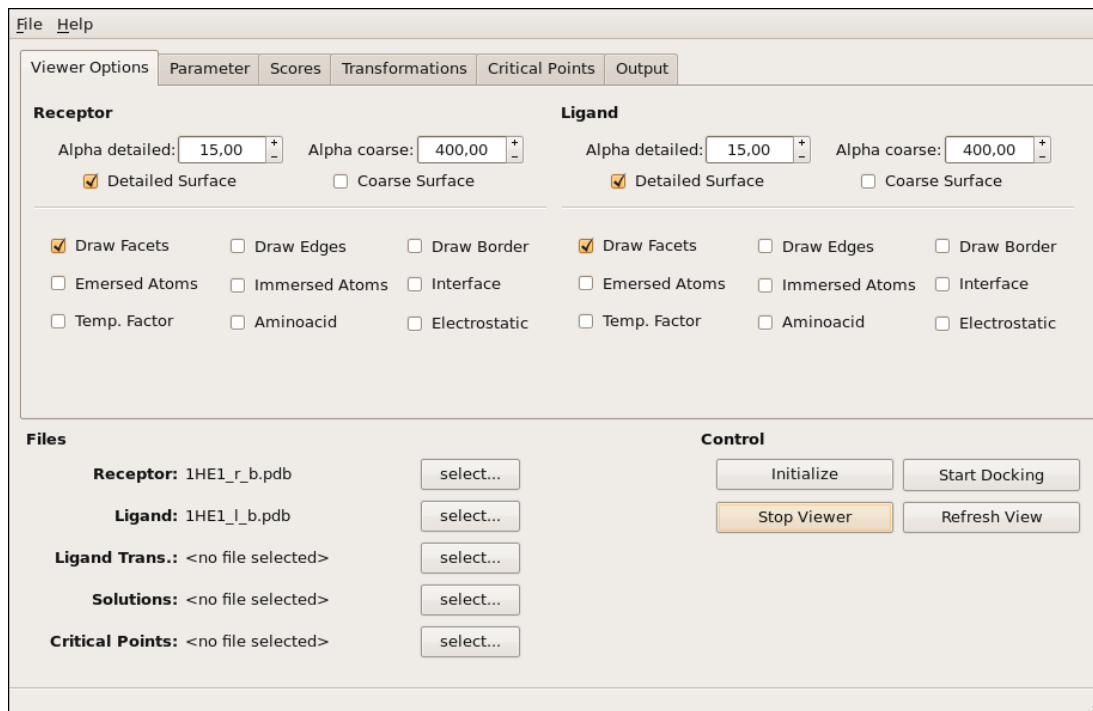 File Help
Viewer Options Parameter Scores Transformations Critical Points Output
Receptor Ligand
Alpha detailed: 15,00 + - Alpha coarse: 400,00 + - Alpha detailed: 15,00 + - Alpha coarse: 400,00 + -
Detailed Surface Coarse Surface Detailed Surface Coarse Surface
Draw Facets Draw Edges Draw Border Draw Facets Draw Edges Draw Border
Emersed Atoms Immersed Atoms Interface Emersed Atoms Immersed Atoms Interface
Temp. Factor Aminoacid Electrostatic Temp. Factor Aminoacid Electrostatic
Files Control
Receptor: 1HE1_r_b.pdb select... Initialize Start Docking
Ligand: 1HE1_l_b.pdb select... Stop Viewer Refresh View
Ligand Trans.: <no file selected> select...
Solutions: <no file selected> select...
Critical Points: <no file selected> select...